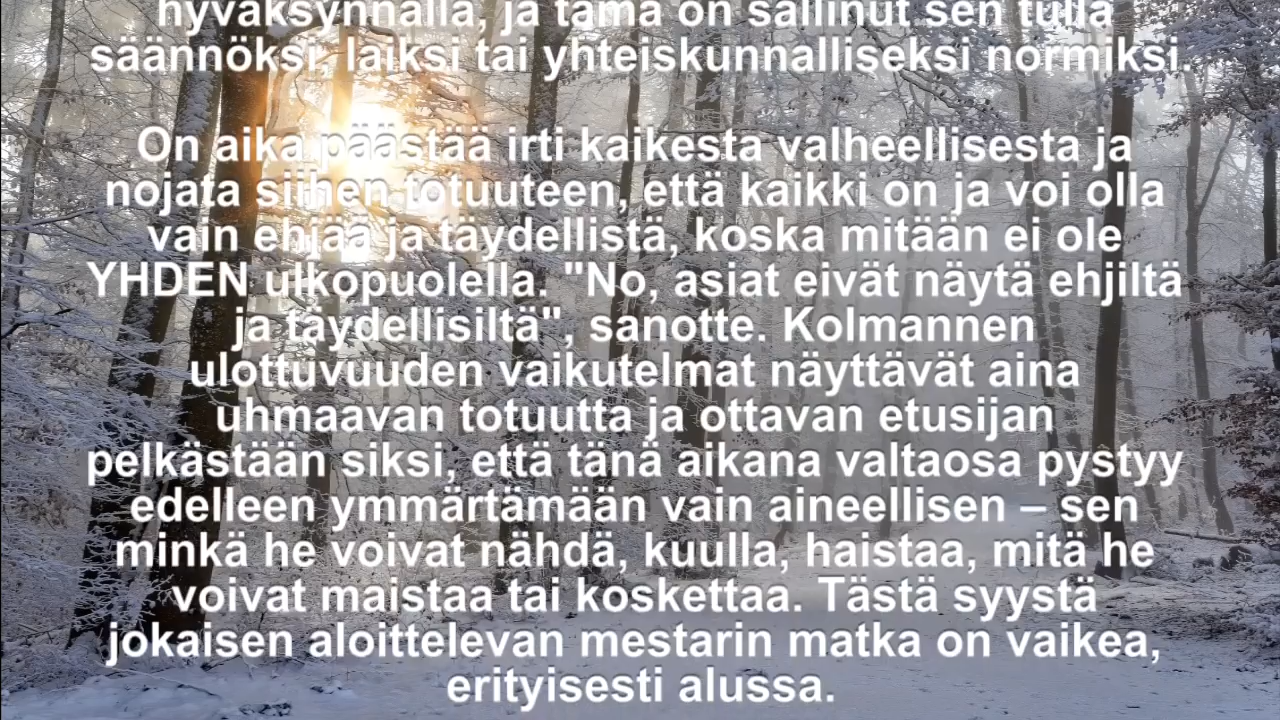 hyväksynnällä, ja tämä on sallinut sen tulla
säännöksi, laiksi tai yhteiskunnalliseksi normiksi.
On aika päästää irti kaikesta valheellisesta ja
nojata siihen totuuteen, että kaikki on ja voi olla
vain ehjää ja täydellistä, koska mitään ei ole
YHDEN ulkopuolella. "No, asiat eivät näytä ehjiltä
ja täydellisiltä", sanotte. Kolmannen
ulottuvuuden vaikutelmat näyttävät aina
uhmaavan totuutta ja ottavan etusijan
pelkästään siksi, että tänä aikana valtaosa pystyy
edelleen ymmärtämään vain aineellisen – sen
minkä he voivat nähdä, kuulla, haistaa, mitä he
voivat maistaa tai koskettaa. Tästä syystä
jokaisen aloittelevan mestarin matka on vaikea,
erityisesti alussa.